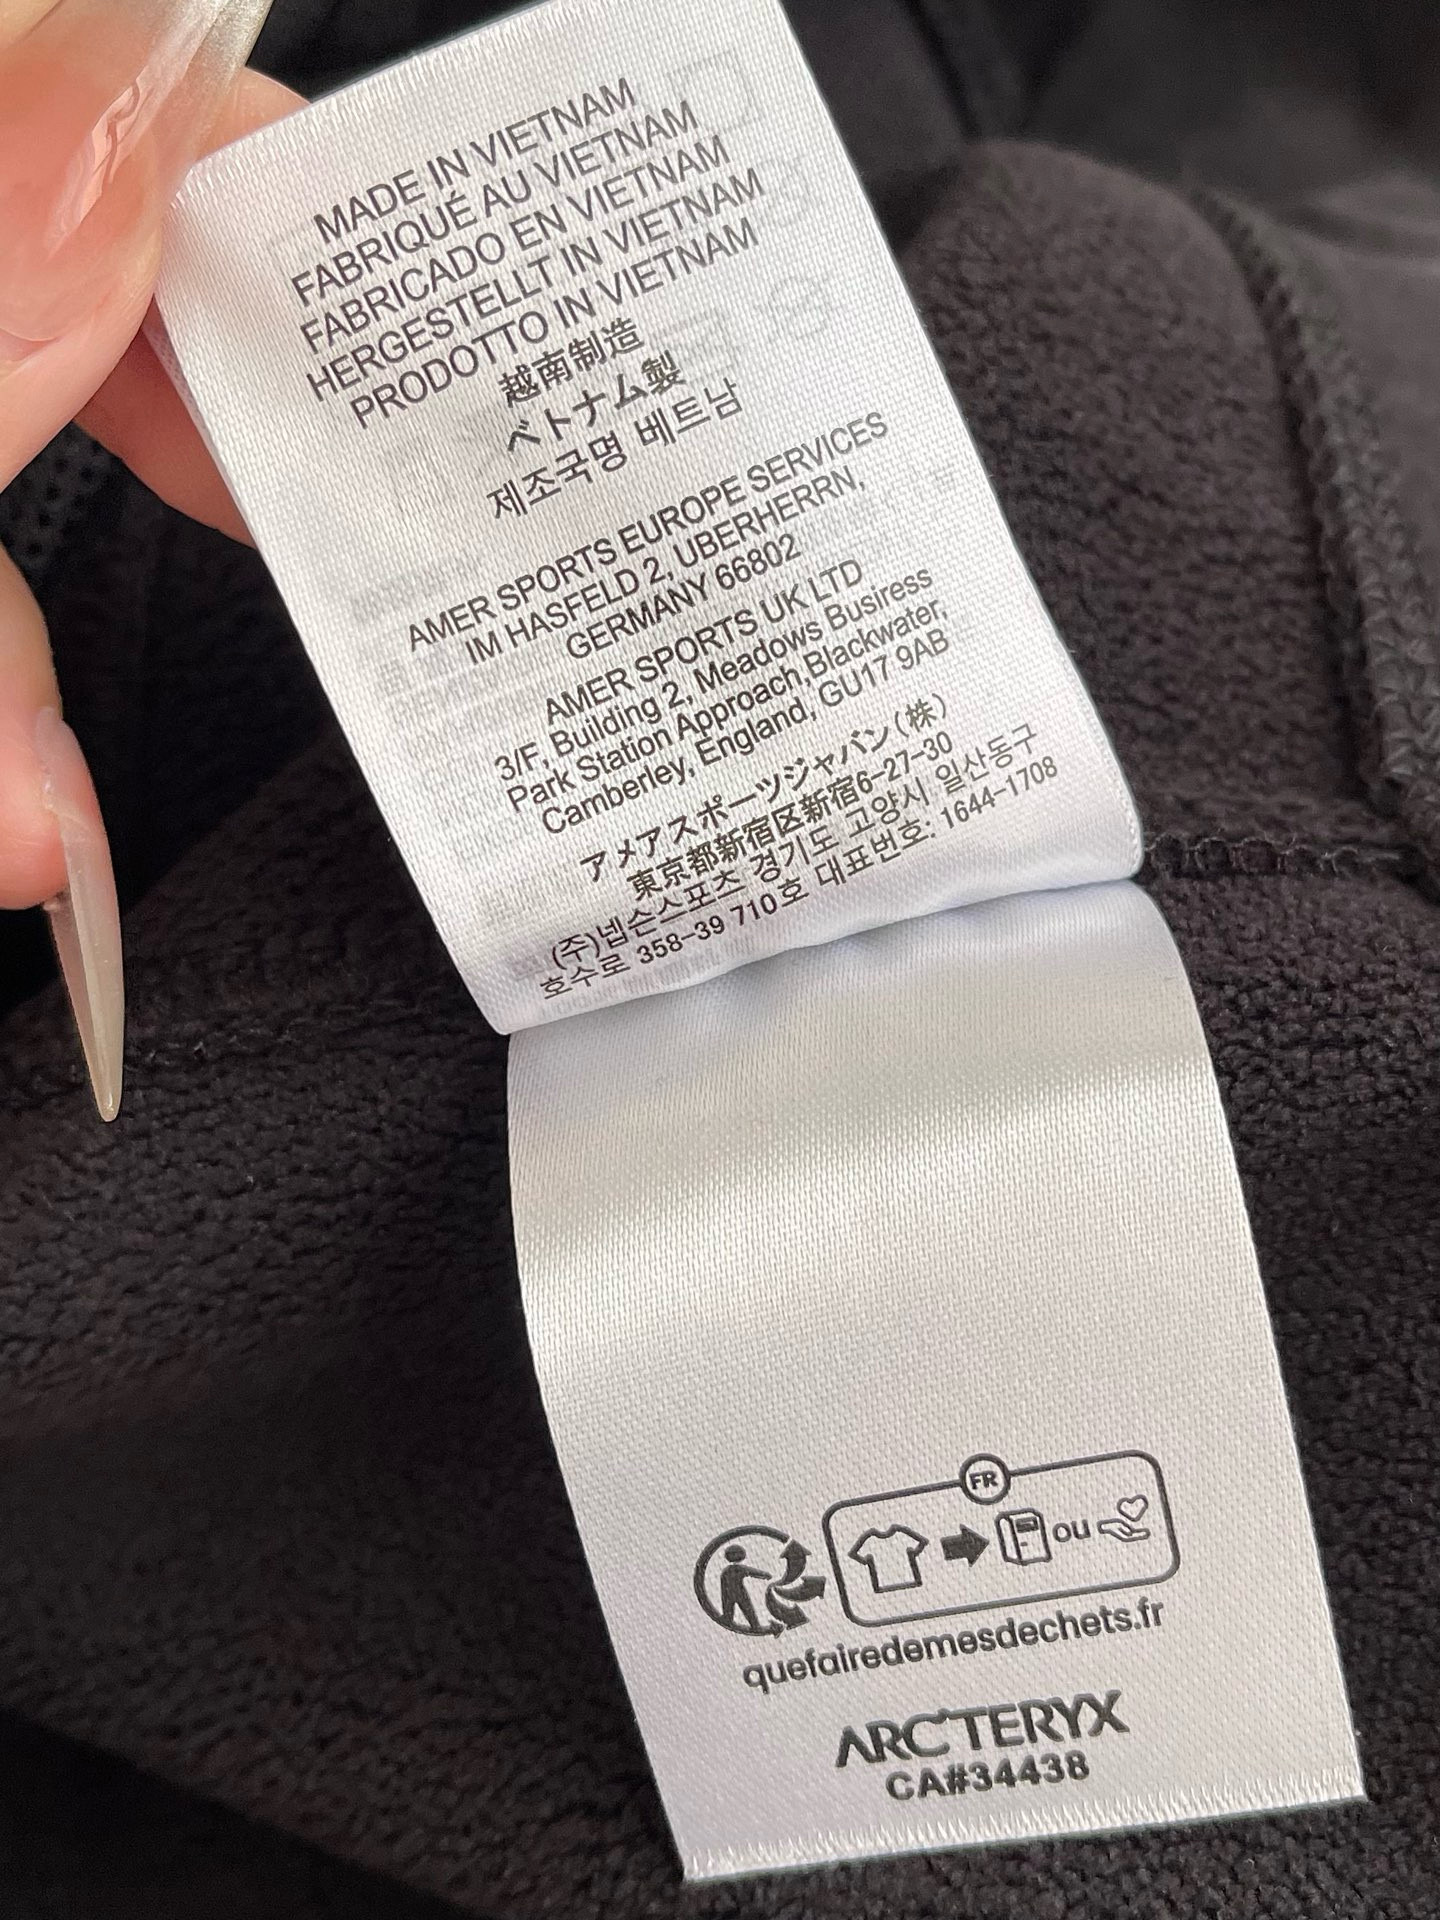 MADE IN VIETNAM
FABRIQUÉ AU VIETNAM
FABRICADO EN VIETNAM
HERGESTELLT IN VIETNAM
PRODOTTO IN VIETNAM
越南制造
ベトナム製
제조국명 베트남
AMER SPORTS EUROPE SERVICES
IM HASFELD 2, UBERHERRN,
GERMANY 66802
AMER SPORTS UK LTD
3/F, Building 2, Meadows Busiress
Park Station Approach,Blackwater,
Camberley, England, GU17 9AB
アメアスポーツジャパン(株)
東京都新宿区新宿6-27-30
(주)넵슨스포츠 경기도 고양시 일산동구
호수로 358-39 710호 대표번호: 1644-1708
FR
ou
quefairedemesdechets.fr
ARC'TERYX
CA#34438